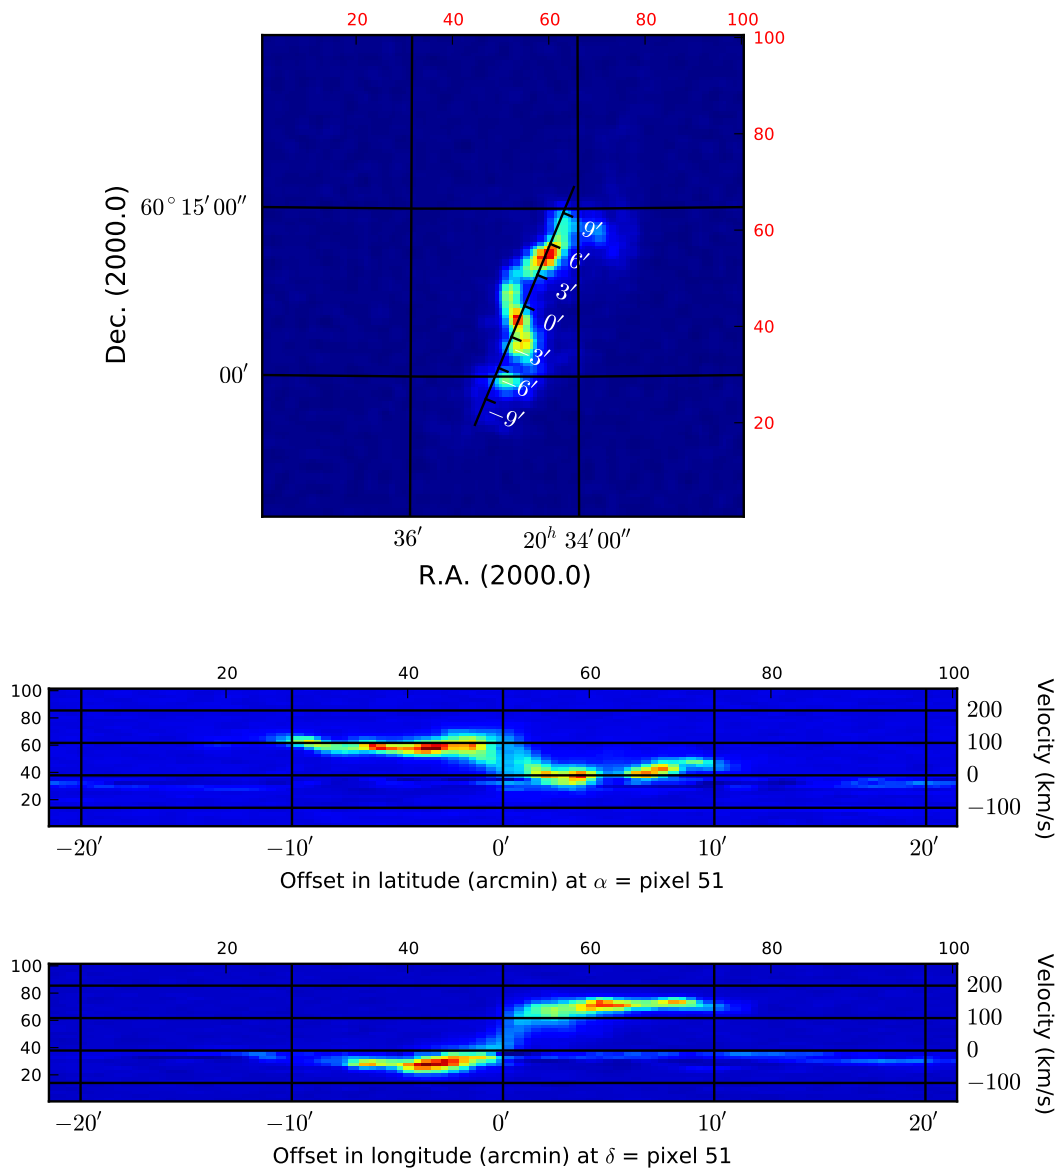 20 40 60 80 100
100
80
60
40
20
60° 15′ 00″
00′
Dec. (2000.0)
9′
6′
3′
0′
−3′
−6′
−9′
36′ 20h 34′ 00″
R.A. (2000.0)
20 40 60 80 100
100
80
60
40
20
200
100
0
−100
Velocity (km/s)
−20′ −10′ 0′ 10′ 20′
Offset in latitude (arcmin) at α = pixel 51
20 40 60 80 100
100
80
60
40
20
200
100
0
−100
Velocity (km/s)
−20′ −10′ 0′ 10′ 20′
Offset in longitude (arcmin) at δ = pixel 51